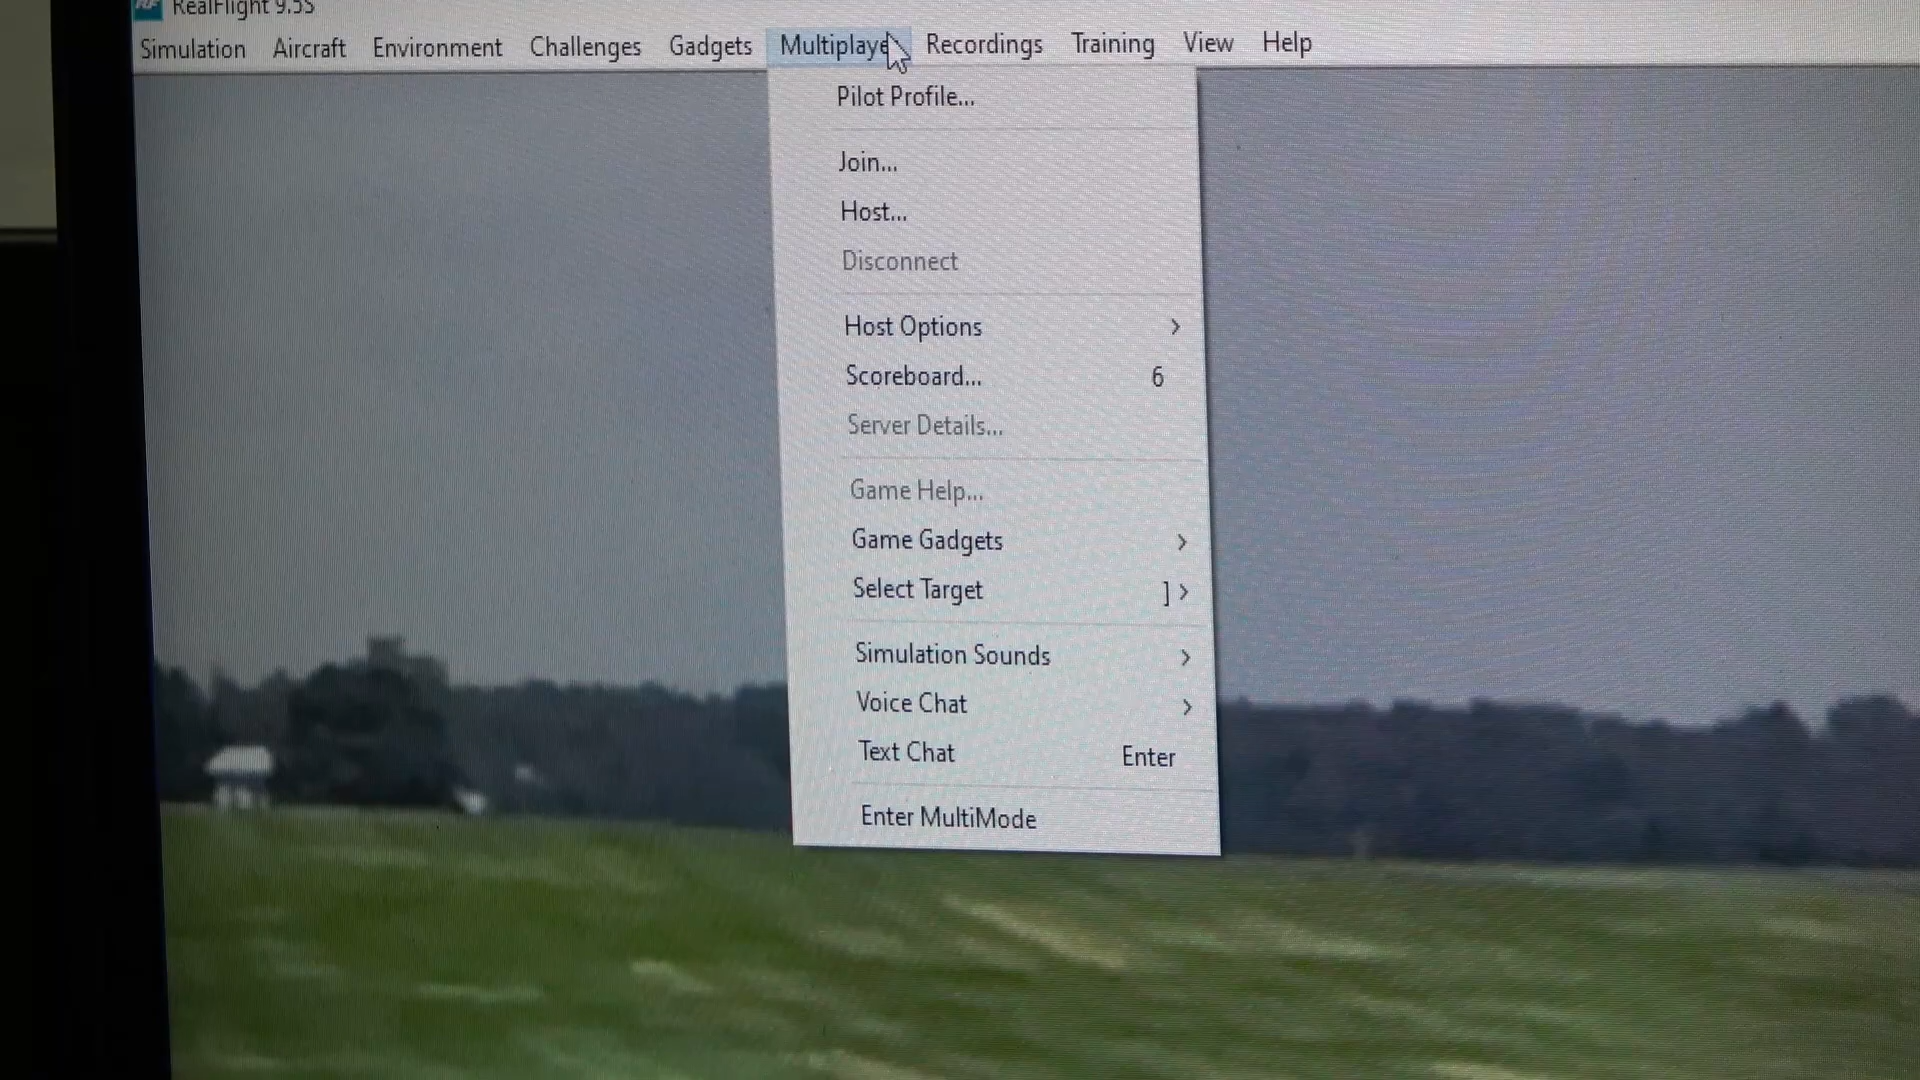 RealFlight 9.5S
Simulation Aircraft Environment Challenges Gadgets Multiplaye Recordings Training View Help
Pilot Profile...
Join...
Host...
Disconnect
Host Options >
Scoreboard... 6
Server Details...
Game Help...
Game Gadgets >
Select Target ] >
Simulation Sounds >
Voice Chat >
Text Chat Enter
Enter MultiMode